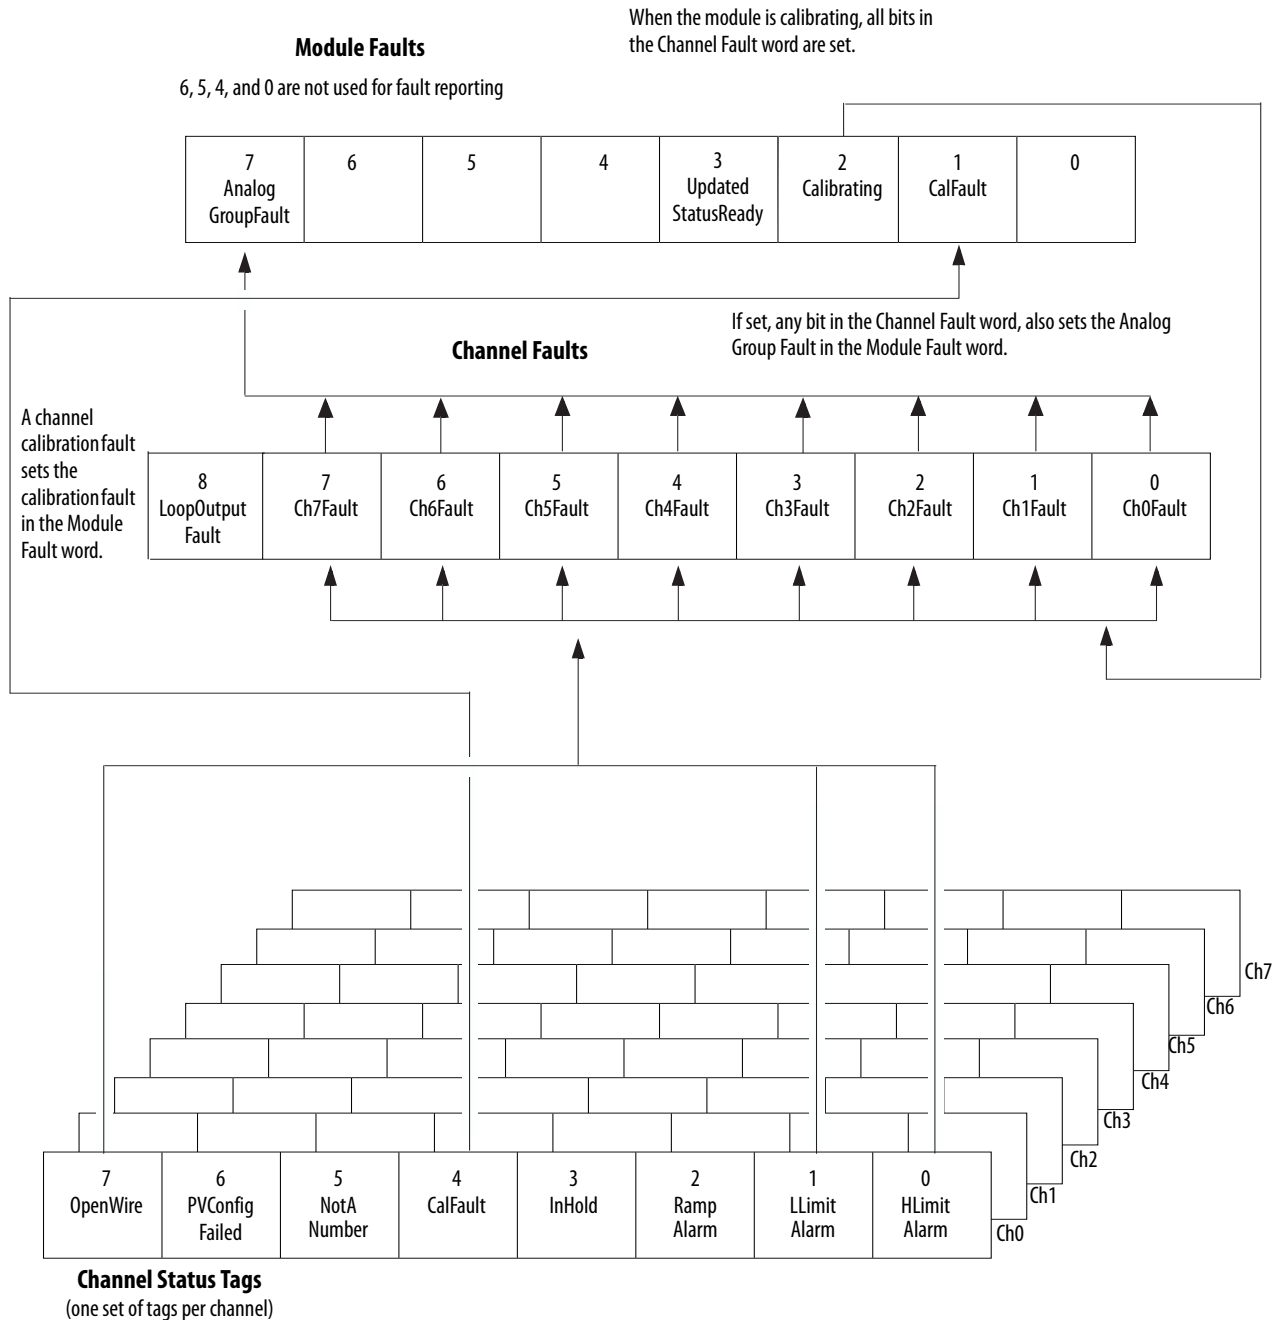 When the module is calibrating, all bits in
the Channel Fault word are set.
Module Faults
6, 5, 4, and 0 are not used for fault reporting
7
Analog
GroupFault
6
5
4
3
Updated
StatusReady
2
Calibrating
1
CalFault
0
If set, any bit in the Channel Fault word, also sets the Analog
Group Fault in the Module Fault word.
Channel Faults
A channel
calibration fault
sets the
calibration fault
in the Module
Fault word.
8
LoopOutput
Fault
7
Ch7Fault
6
Ch6Fault
5
Ch5Fault
4
Ch4Fault
3
Ch3Fault
2
Ch2Fault
1
Ch1Fault
0
Ch0Fault
Ch7
Ch6
Ch5
Ch4
Ch3
Ch2
Ch1
Ch0
7
OpenWire
6
PVConfig
Failed
5
NotA
Number
4
CalFault
3
InHold
2
Ramp
Alarm
1
LLimit
Alarm
0
HLimit
Alarm
Channel Status Tags
(one set of tags per channel)